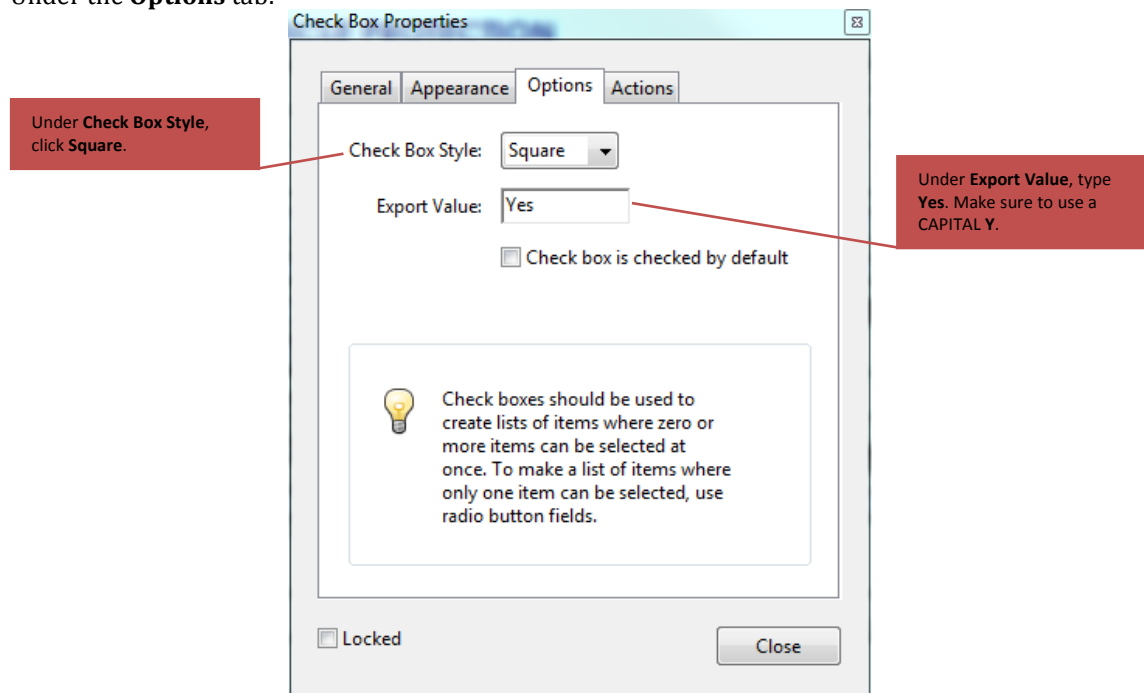 Under the Options tab:
Check Box Properties
General Appearance Options Actions
Under Check Box Style,
click Square.
Check Box Style: Square
Under Export Value, type
Yes. Make sure to use a
CAPITAL Y.
Export Value: Yes
Check box is checked by default
Check boxes should be used to
create lists of items where zero or
more items can be selected at
once. To make a list of items where
only one item can be selected, use
radio button fields.
Locked
Close